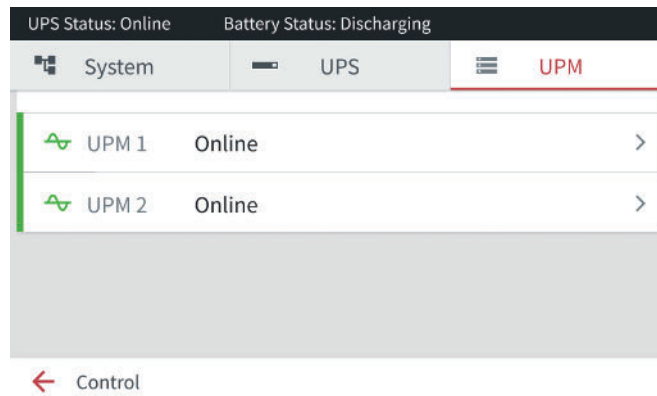 UPS Status: Online Battery Status: Discharging
System UPS UPM
UPM 1 Online
UPM 2 Online
Control